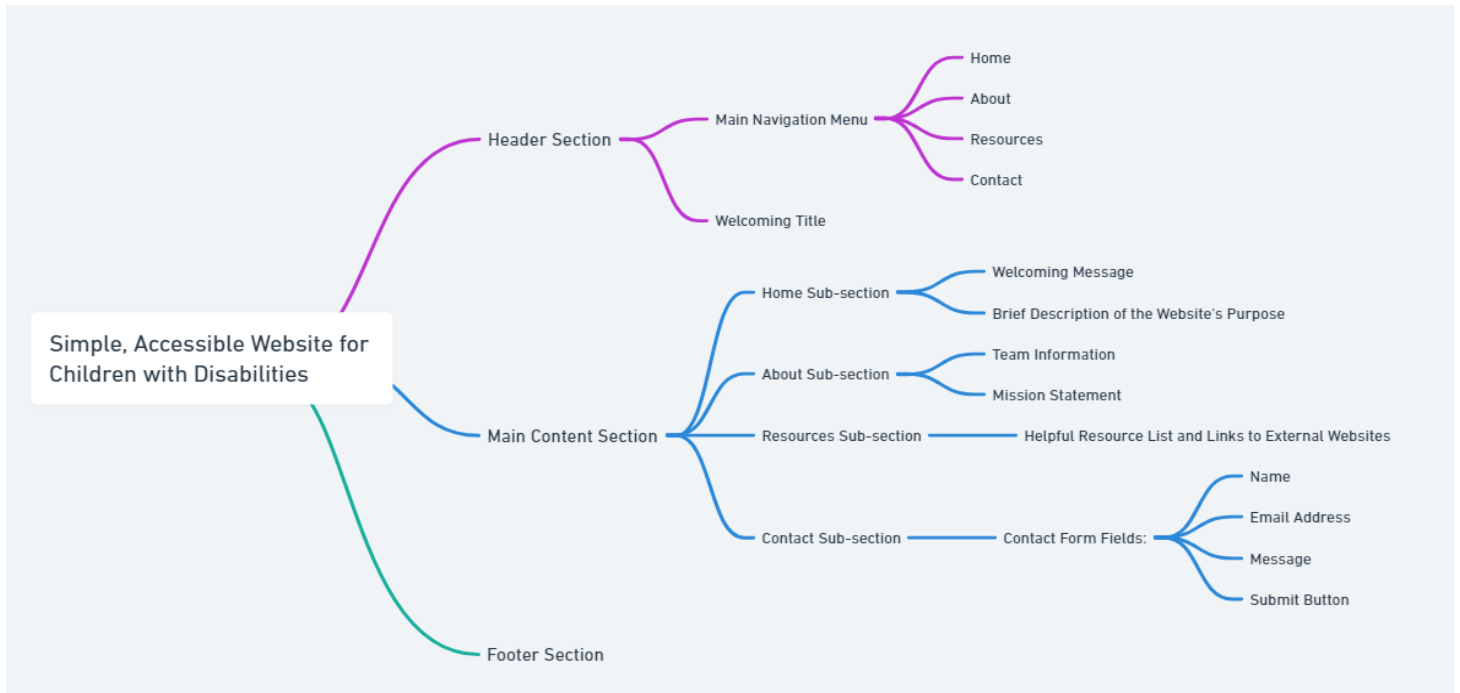 Simple, Accessible Website for
Children with Disabilities
Header Section
Main Navigation Menu
Home
About
Resources
Contact
Welcoming Title
Main Content Section
Home Sub-section
Welcoming Message
Brief Description of the Website's Purpose
About Sub-section
Team Information
Mission Statement
Resources Sub-section
Helpful Resource List and Links to External Websites
Contact Sub-section
Contact Form Fields:
Name
Email Address
Message
Submit Button
Footer Section